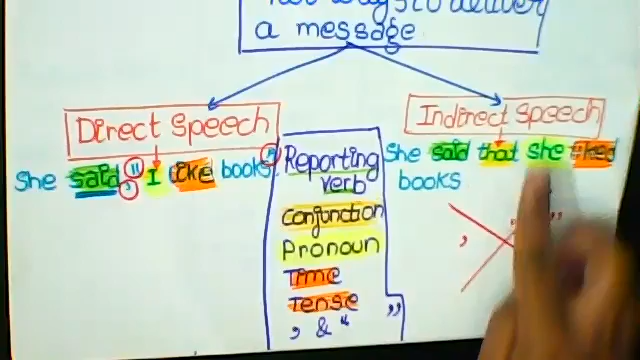 a message
Direct speech
She said, "I like books."
Reporting
verb
conjunction
Pronoun
Time
Tense
, & " "
Indirect speech
She said that she liked
books
, " "